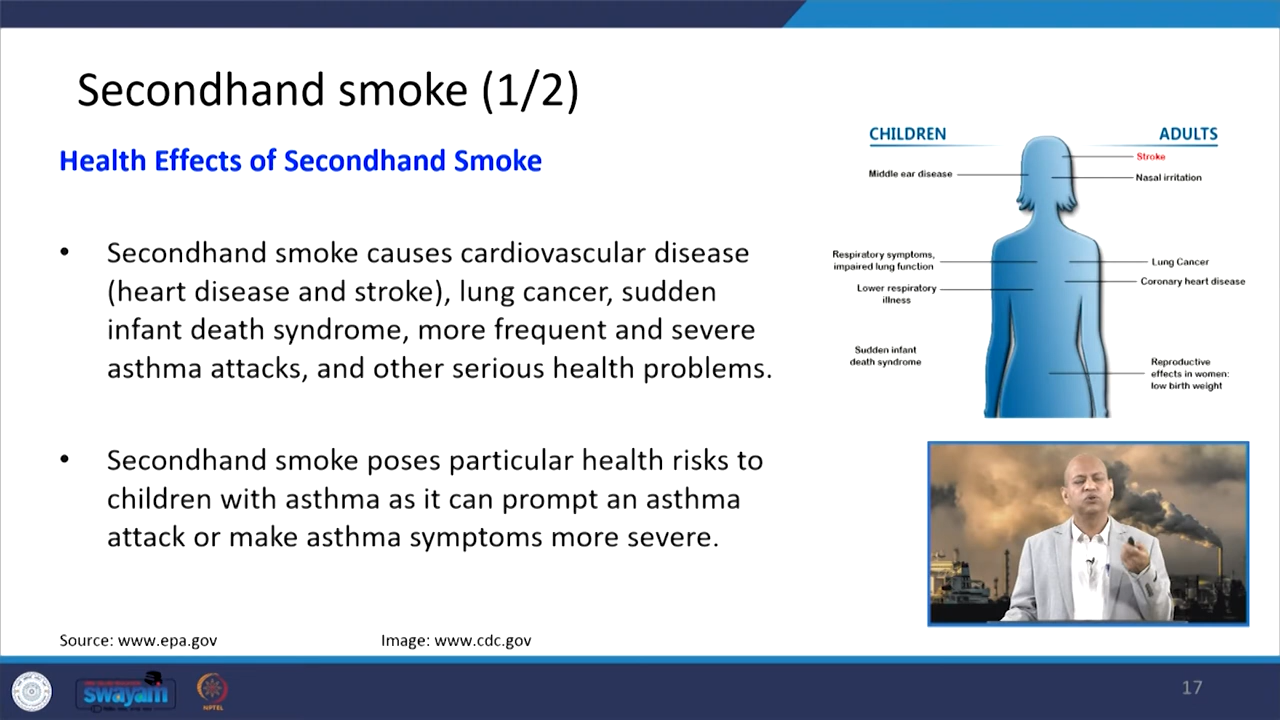 Secondhand smoke (1/2)
Health Effects of Secondhand Smoke
• Secondhand smoke causes cardiovascular disease
(heart disease and stroke), lung cancer, sudden
infant death syndrome, more frequent and severe
asthma attacks, and other serious health problems.
• Secondhand smoke poses particular health risks to
children with asthma as it can prompt an asthma
attack or make asthma symptoms more severe.
CHILDREN
Middle ear disease
Respiratory symptoms,
impaired lung function
Lower respiratory
illness
Sudden infant
death syndrome
ADULTS
Stroke
Nasal irritation
Lung Cancer
Coronary heart disease
Reproductive
effects in women:
low birth weight
Source: www.epa.gov
Image: www.cdc.gov
swayam
NPTEL
17